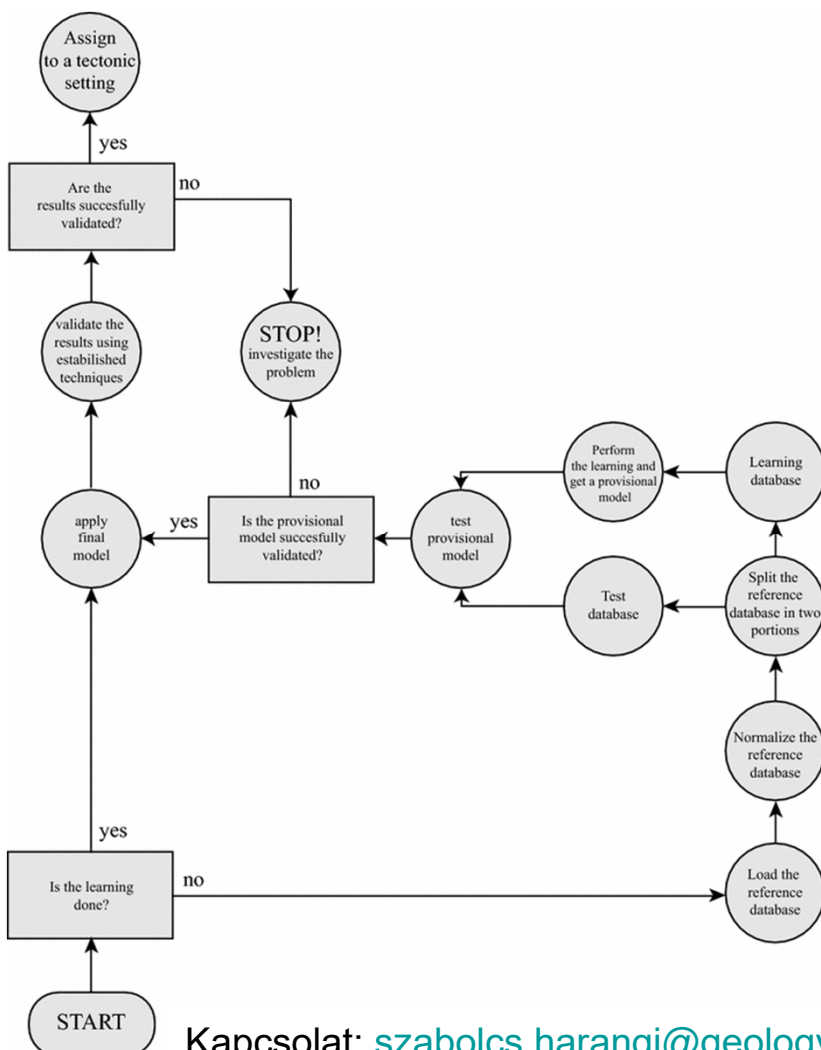 Assign
to a tectonic
setting
yes
Are the
results succesfully
validated?
no
validate the
results using
estabilished
techniques
STOP!
investigate the
problem
no
apply
final
model
yes
Is the provisional
model succesfully
validated?
test
provisional
model
Perform
the learning and
get a provisional
model
Learning
database
Test
database
Split the
reference
database in two
portions
Normalize the
reference
database
yes
Is the learning
done?
no
Load the
reference
database
START
Kapcsolat: szabolcs.harangi@geology